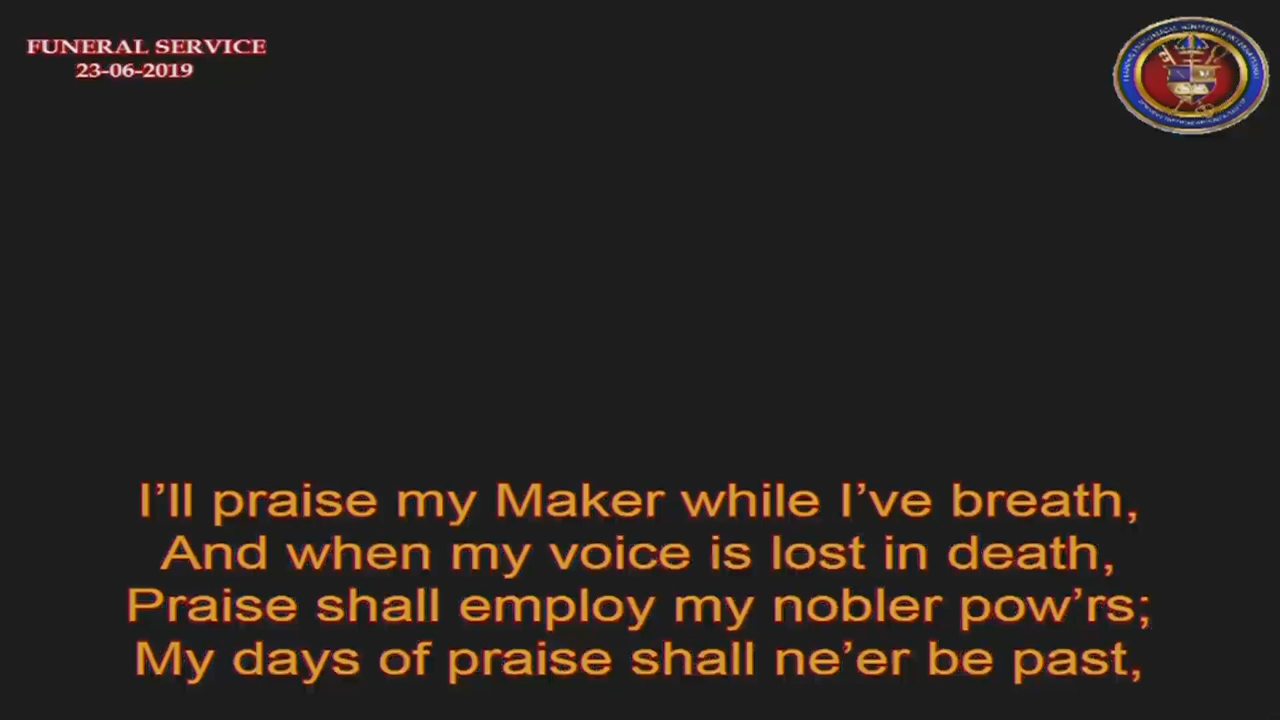 FUNERAL SERVICE
23-06-2019
I’ll praise my Maker while I’ve breath,
And when my voice is lost in death,
Praise shall employ my nobler pow’rs;
My days of praise shall ne’er be past,